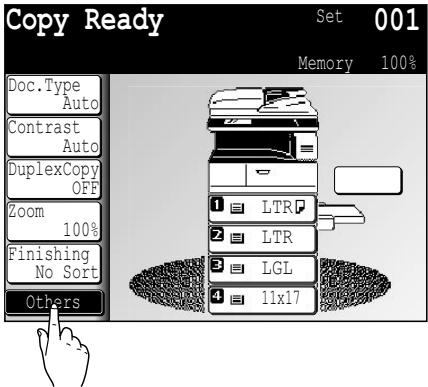 Copy Ready Set 001
Memory 100%
Doc.Type
Auto
Contrast
Auto
DuplexCopy
OFF
Zoom
100%
Finishing
No Sort
Others
1 LTR
2 LTR
3 LGL
4 11x17